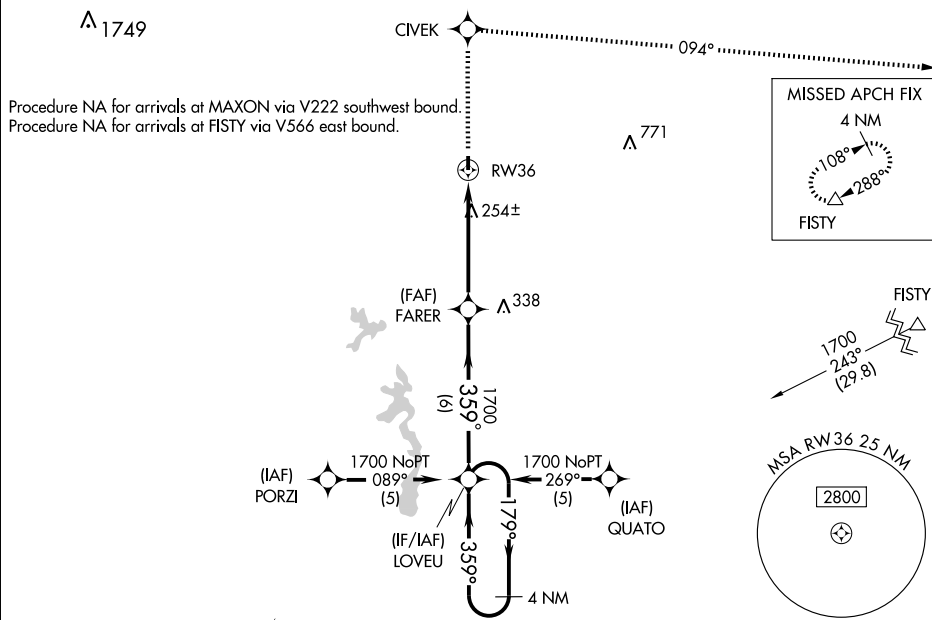 1749
CIVEK
094°
Procedure NA for arrivals at MAXON via V222 southwest bound.
Procedure NA for arrivals at FISTY via V566 east bound.
771
MISSED APCH FIX
4 NM
108°
288°
FISTY
RW36
254±
(FAF)
FARER
338
FISTY
1700
243°
(29.8)
1700
359°
(6)
(IAF)
PORZI
1700 NoPT
089°
(5)
1700 NoPT
269°
(5)
(IAF)
QUATO
(IF/IAF)
LOVEU
359°
179°
4 NM
MSA RW36 25 NM
2800